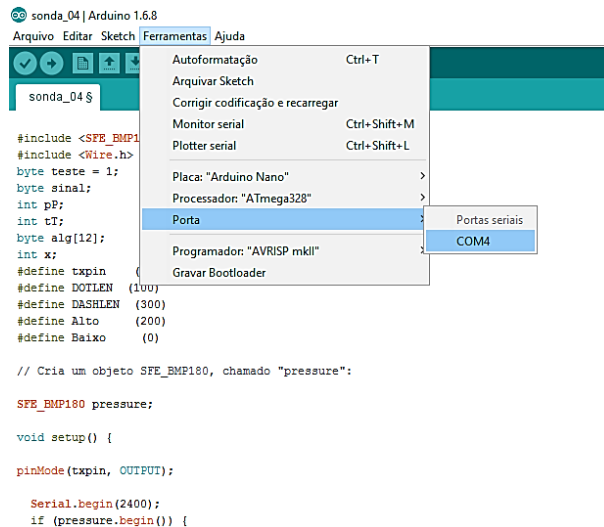 sonda_04 | Arduino 1.6.8
Arquivo Editar Sketch Ferramentas Ajuda
sonda_04 §
Autoformatação Ctrl+T
Arquivar Sketch
Corrigir codificação e recarregar
Monitor serial Ctrl+Shift+M
Plotter serial Ctrl+Shift+L
Placa: "Arduino Nano"
Processador: "ATmega328"
Porta
Portas seriais
COM4
Programador: "AVRISP mkII"
Gravar Bootloader
#include <SFE_BMP1
#include <Wire.h>
byte teste = 1;
byte sinal;
int pP;
int tT;
byte alg[12];
int x;
#define txpin (
#define DOTLEN (100)
#define DASHLEN (300)
#define Alto (200)
#define Baixo (0)
// Cria um objeto SFE_BMP180, chamado "pressure":
SFE_BMP180 pressure;
void setup() {
pinMode(txpin, OUTPUT);
Serial.begin(2400);
if (pressure.begin()) {